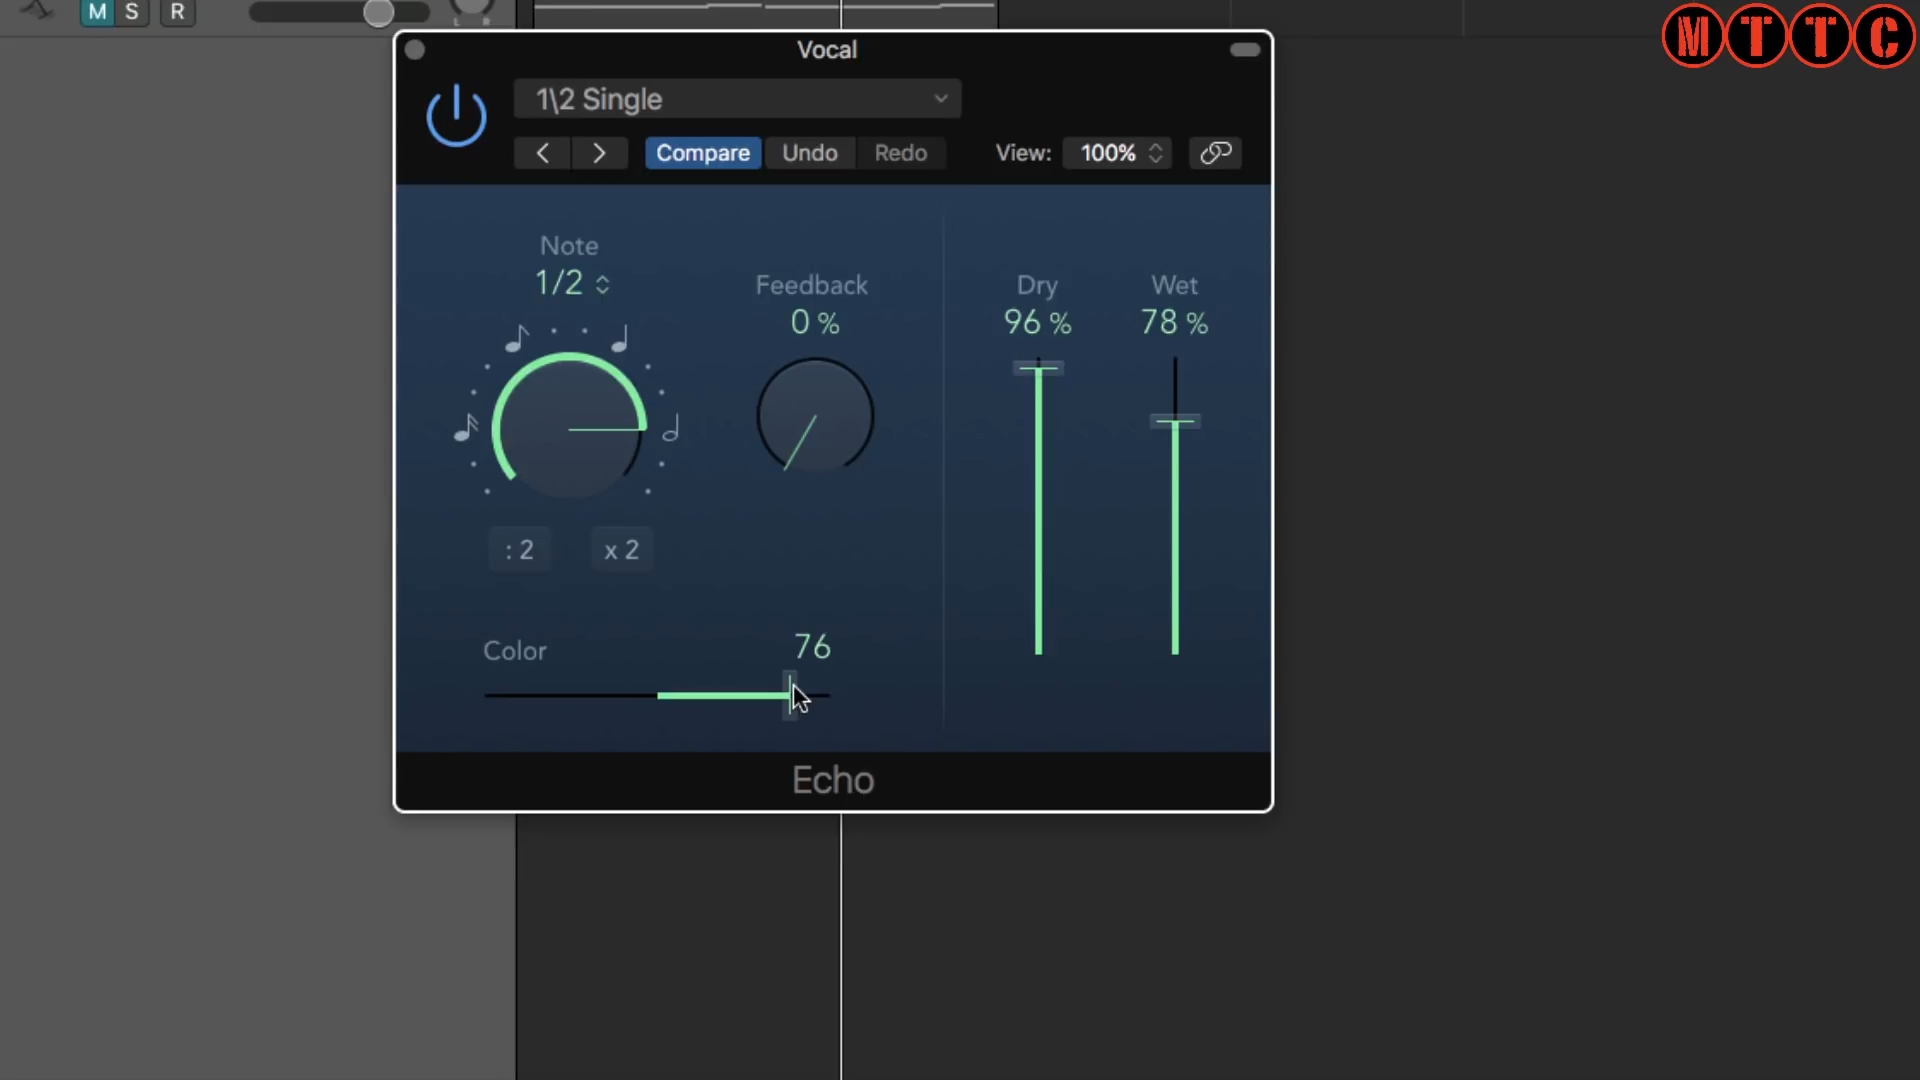 M S R
L R
MTTC
Vocal
1\2 Single
Compare Undo Redo View: 100%
Note
1/2
Feedback
0 %
Dry
96 %
Wet
78 %
: 2 x 2
Color 76
Echo